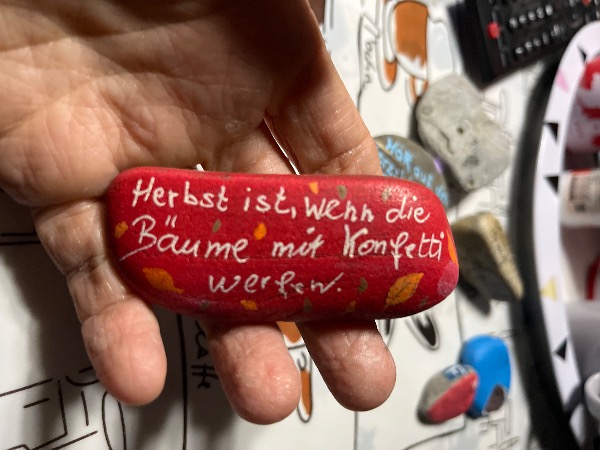 Herbst ist, wenn die
Bäume mit Konfetti
werfen.